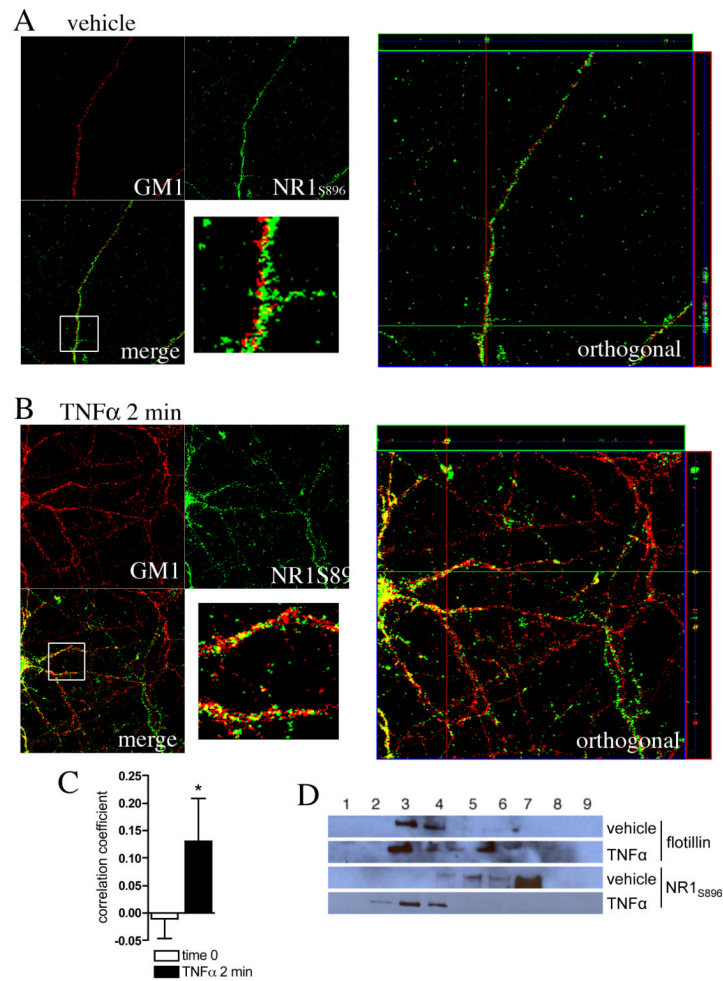 A vehicle
GM1
NR1S896
merge
orthogonal
B TNFα 2 min
GM1
NR1S89
merge
orthogonal
C
correlation coefficient
0.25
0.20
0.15
0.10
0.05
0.00
-0.05
*
time 0
TNFα 2 min
D
1 2 3 4 5 6 7 8 9
vehicle
TNFα
flotillin
vehicle
TNFα
NR1S896